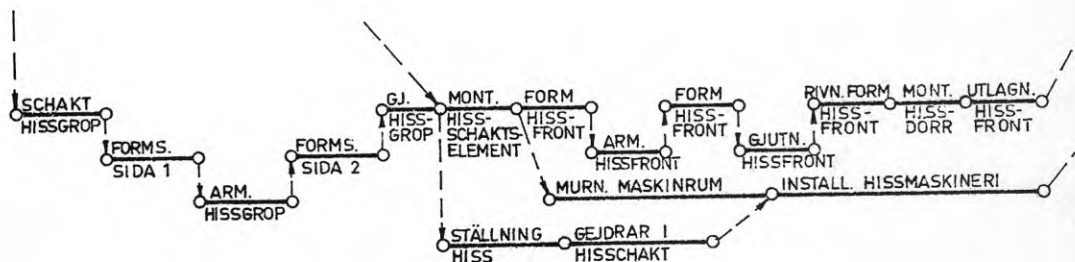 SCHAKT
HISSGROP
FORMS.
SIDA 1
ARM.
HISSGROP
FORMS.
SIDA 2
GJ.
HISS-
GROP
MONT.
HISS-
SCHAKTS-
ELEMENT
FORM
HISS-
FRONT
ARM.
HISSFRONT
FORM
HISS-
FRONT
GJUTN.
HISSFRONT
RIVN. FORM
HISS-
FRONT
MONT.
HISS-
DÖRR
UTLAGN.
HISS-
FRONT
MURN. MASKINRUM
INSTALL. HISSMASKINERI
STÄLLNING
HISS
GEJDRAR I
HISSCHAKT